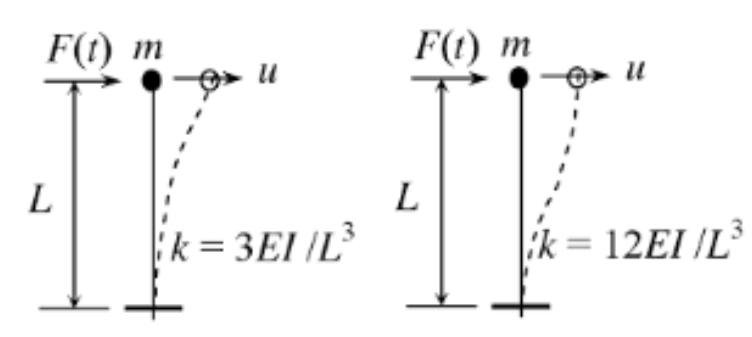 F(t) m u
L
k = 3EI /L³
F(t) m u
L
k = 12EI /L³